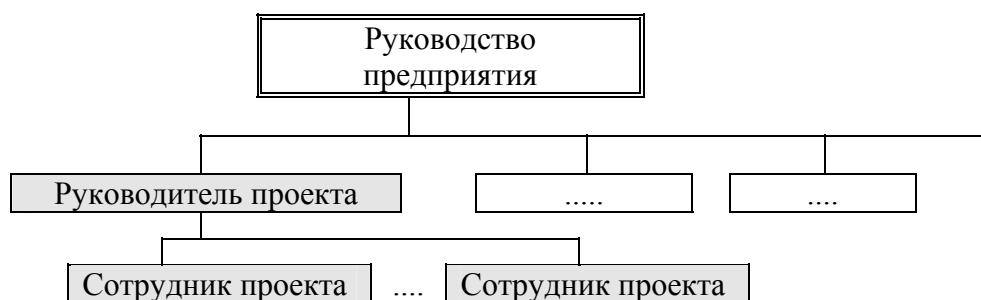 Руководство
предприятия
Руководитель проекта
.....
....
Сотрудник проекта
....
Сотрудник проекта